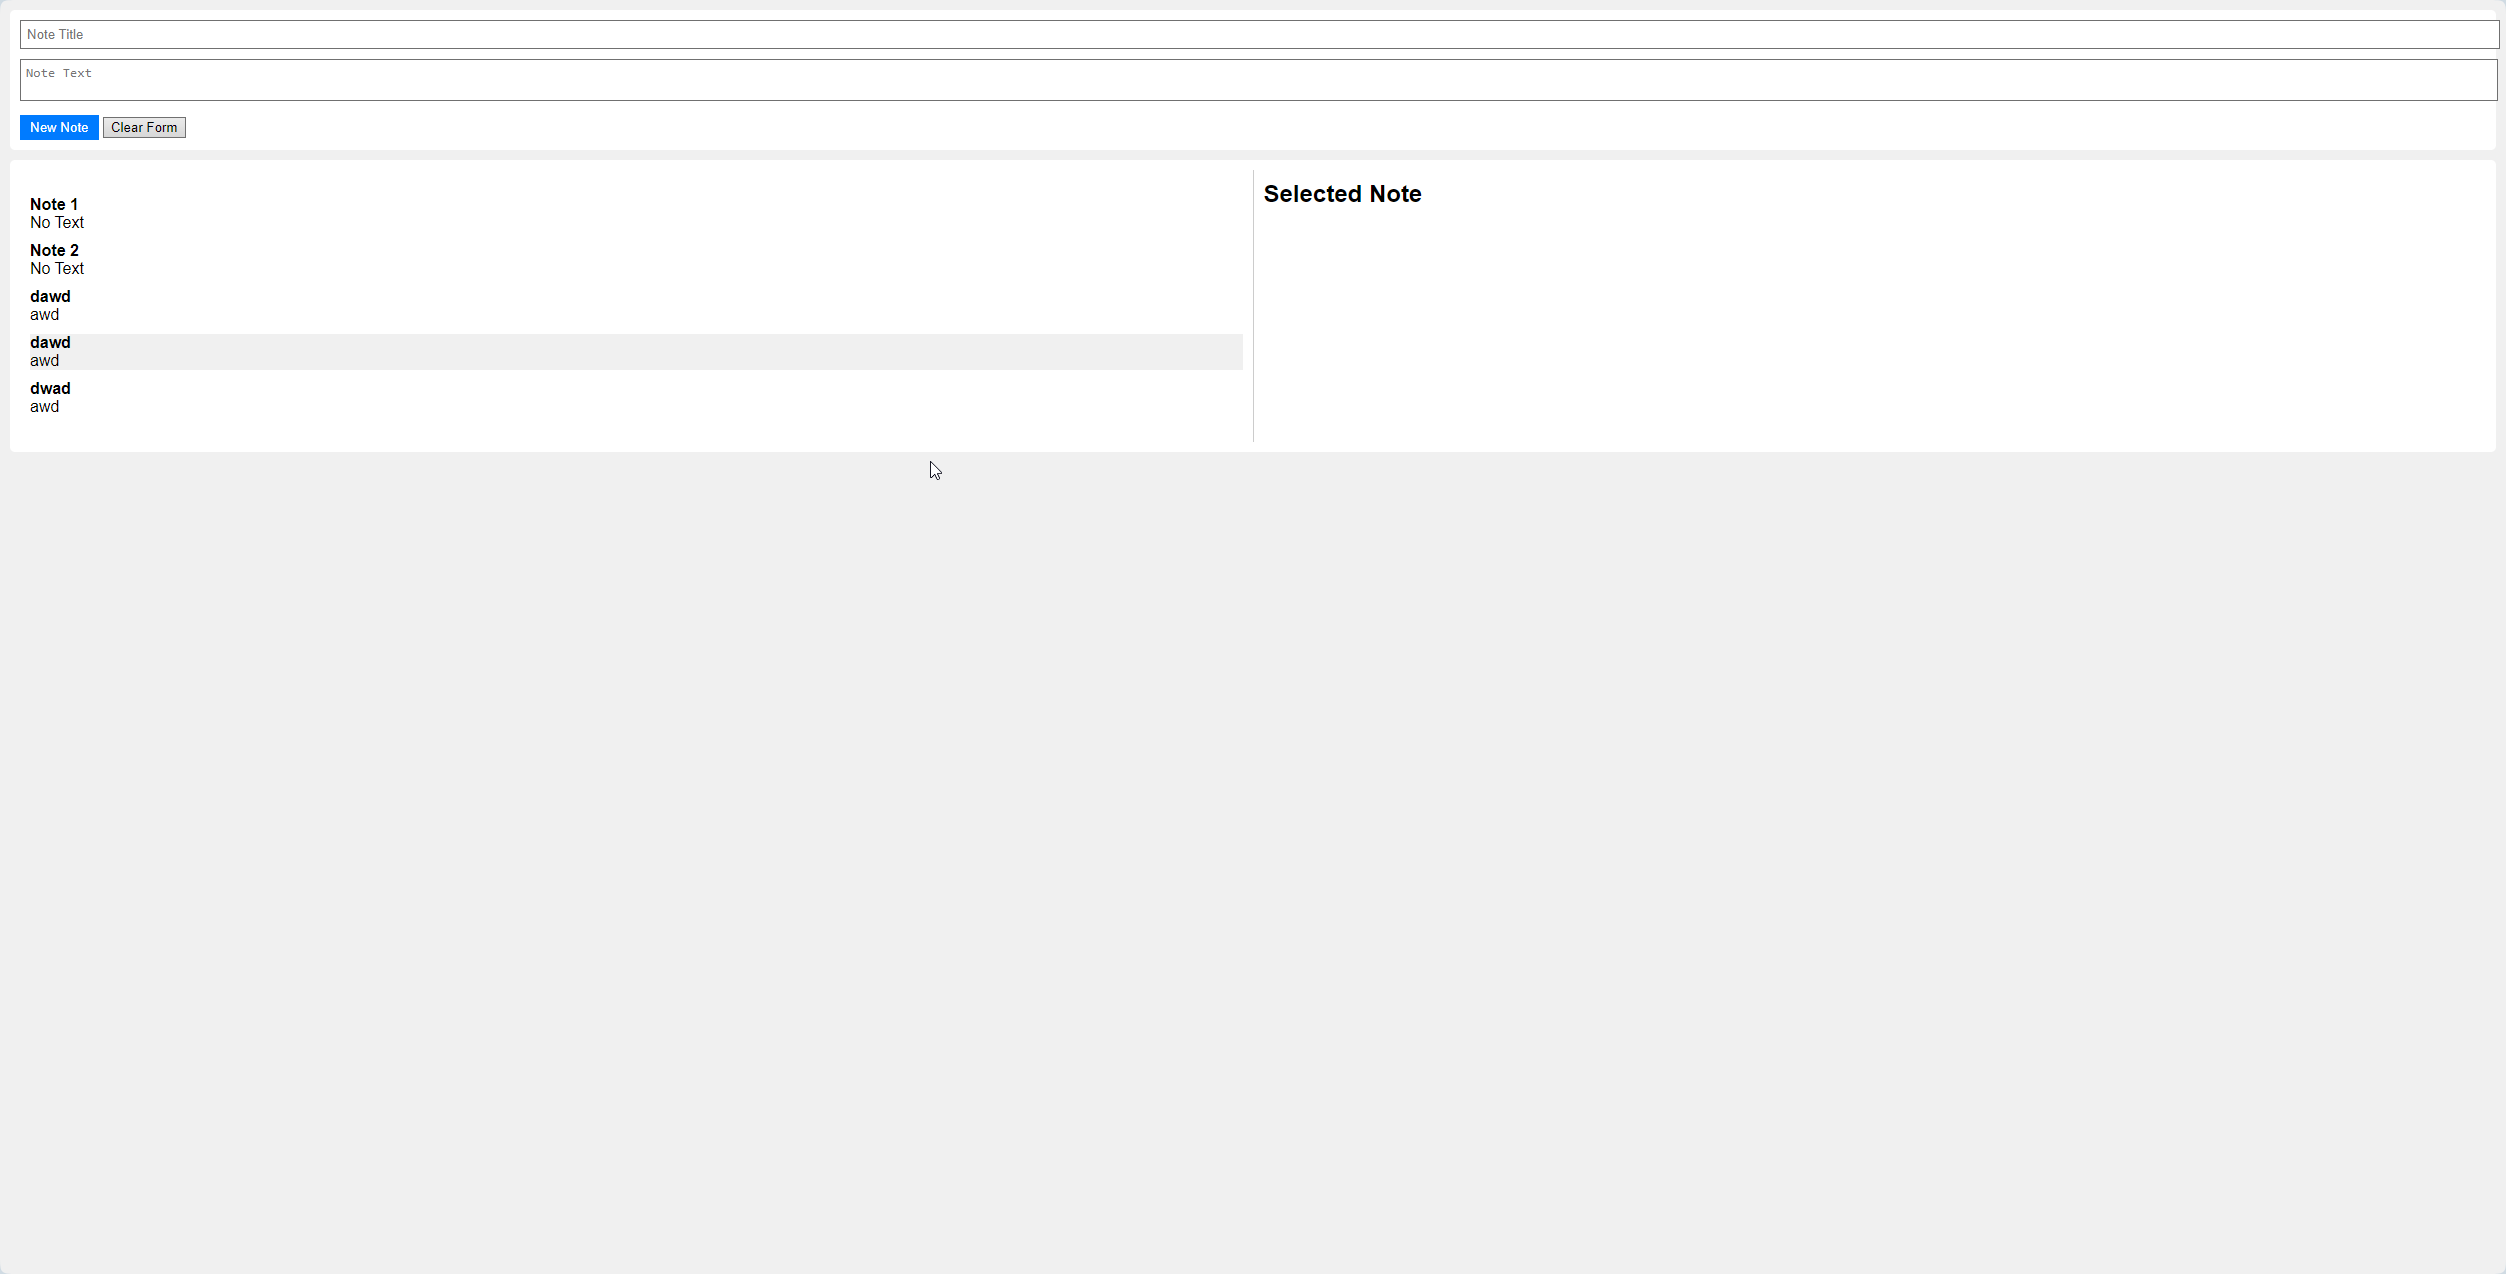 Note Title
Note Text
New Note Clear Form
Note 1
No Text
Note 2
No Text
dawd
awd
dawd
awd
dwad
awd
Selected Note